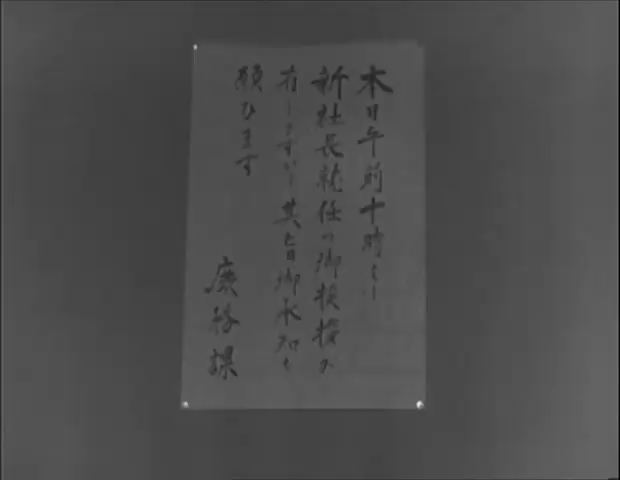 本日午前十時より
新社長就任の御挨拶が
有りますから其旨御承知を
願ひます
庶務課